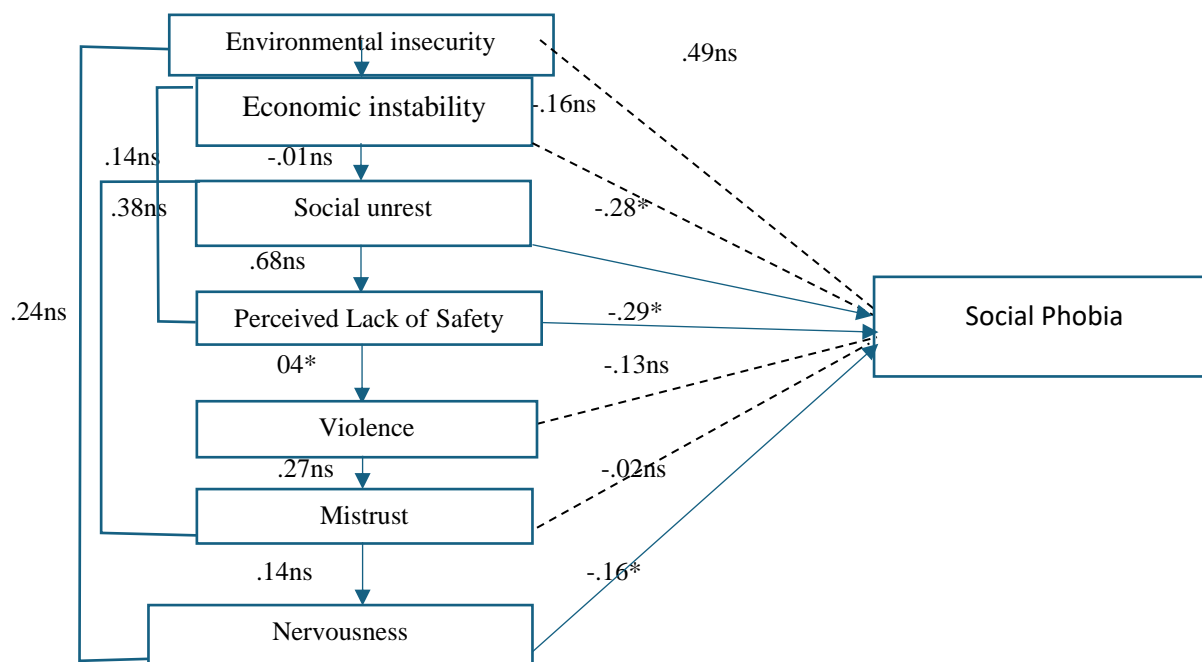 Environmental insecurity
.49ns
Economic instability
-.16ns
.14ns
-.01ns
.38ns
Social unrest
-.28*
.68ns
.24ns
Perceived Lack of Safety
-.29*
Social Phobia
04*
-.13ns
Violence
.27ns
-.02ns
Mistrust
.14ns
-.16*
Nervousness